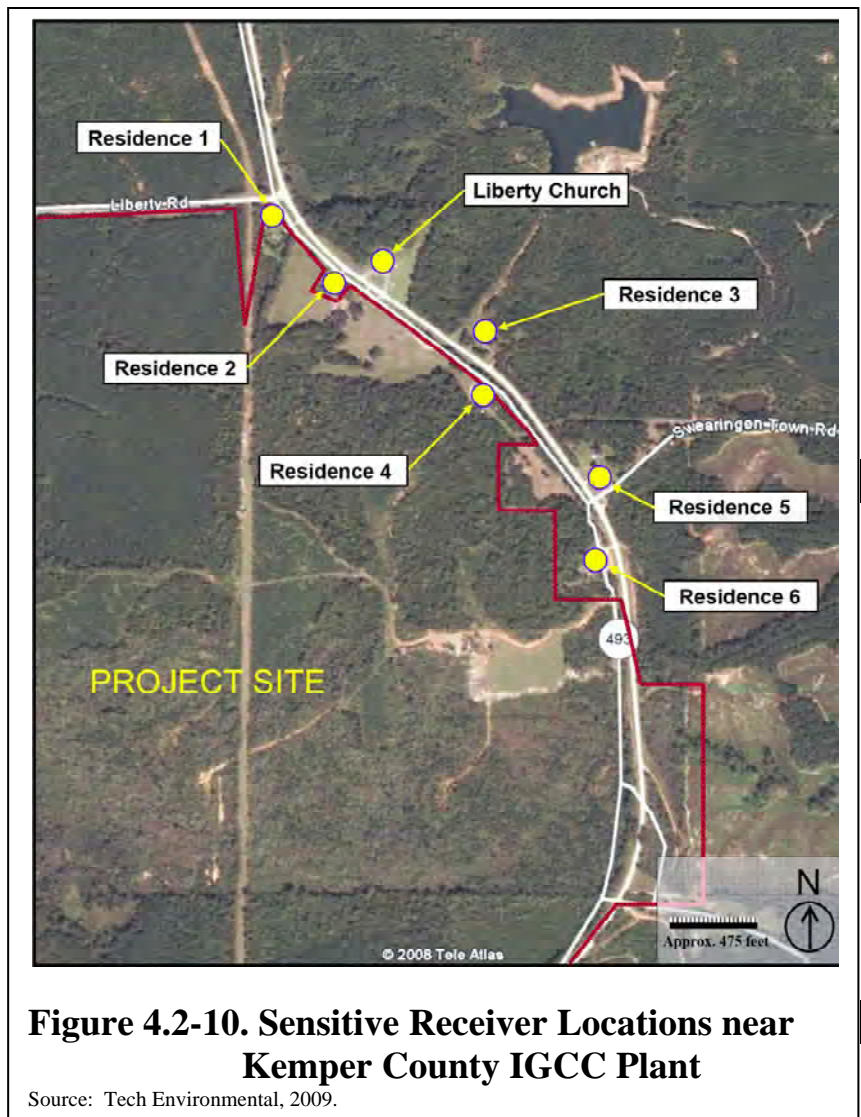 Residence 1
Liberty Rd
Liberty Church
Residence 3
Residence 2
Swearingen Town Rd
Residence 4
Residence 5
Residence 6
493
PROJECT SITE
N
Approx. 475 feet
© 2008 Tele Atlas
Figure 4.2-10. Sensitive Receiver Locations near
Kemper County IGCC Plant
Source: Tech Environmental, 2009.